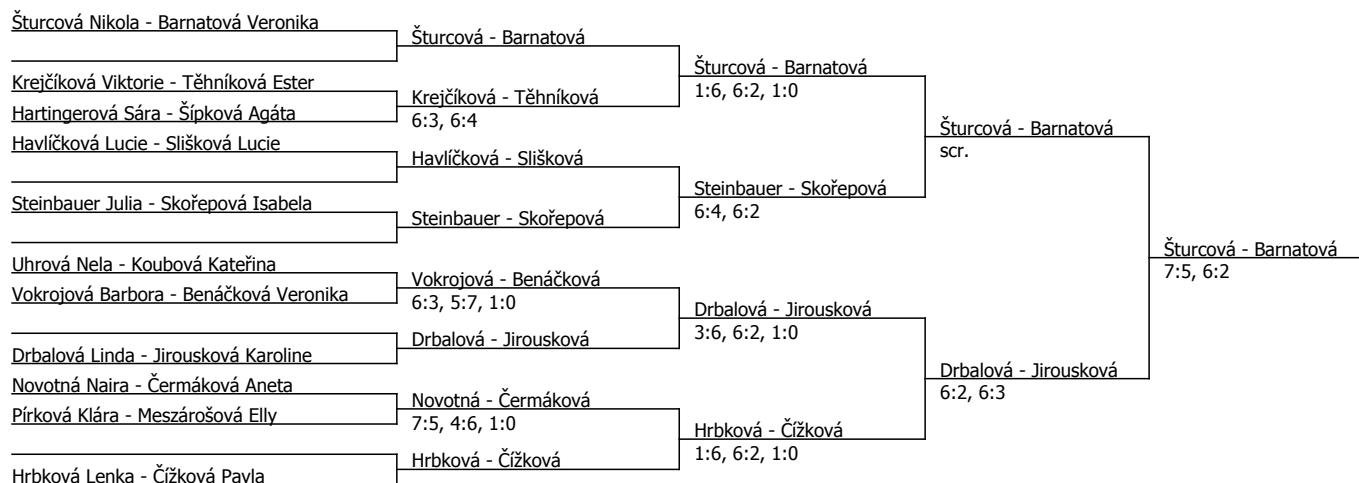 Šturcová Nikola - Barnatová Veronika
Šturcová - Barnatová
Šturcová - Barnatová
1:6, 6:2, 1:0
Krejčíková Viktorie - Těhníková Ester
Krejčíková - Těhníková
6:3, 6:4
Hartingerová Sára - Šípková Agáta
Šturcová - Barnatová
scr.
Havlíčková Lucie - Slišková Lucie
Havlíčková - Slišková
Steinbauer - Skořepová
6:4, 6:2
Steinbauer Julia - Skořepová Isabela
Steinbauer - Skořepová
Šturcová - Barnatová
7:5, 6:2
Uhrová Nela - Koubová Kateřina
Vokrojová - Benáčková
6:3, 5:7, 1:0
Vokrojová Barbora - Benáčková Veronika
Drbalová - Jirousková
3:6, 6:2, 1:0
Drbalová - Jirousková
Drbalová Linda - Jirousková Karoline
Drbalová - Jirousková
6:2, 6:3
Novotná Naira - Čermáková Aneta
Novotná - Čermáková
7:5, 4:6, 1:0
Pírková Klára - Meszárošová Elly
Hrbková - Čížková
1:6, 6:2, 1:0
Hrbková - Čížková
Hrbková Lenka - Čížková Pavla